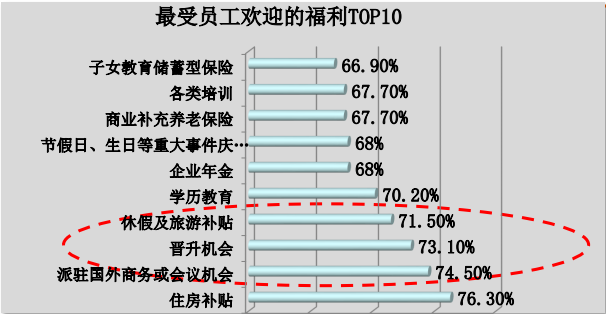 最受员工欢迎的福利TOP10
子女教育储蓄型保险 66.90%
各类培训 67.70%
商业补充养老保险 67.70%
节假日、生日等重大事件庆… 68%
企业年金 68%
学历教育 70.20%
休假及旅游补贴 71.50%
晋升机会 73.10%
派驻国外商务或会议机会 74.50%
住房补贴 76.30%